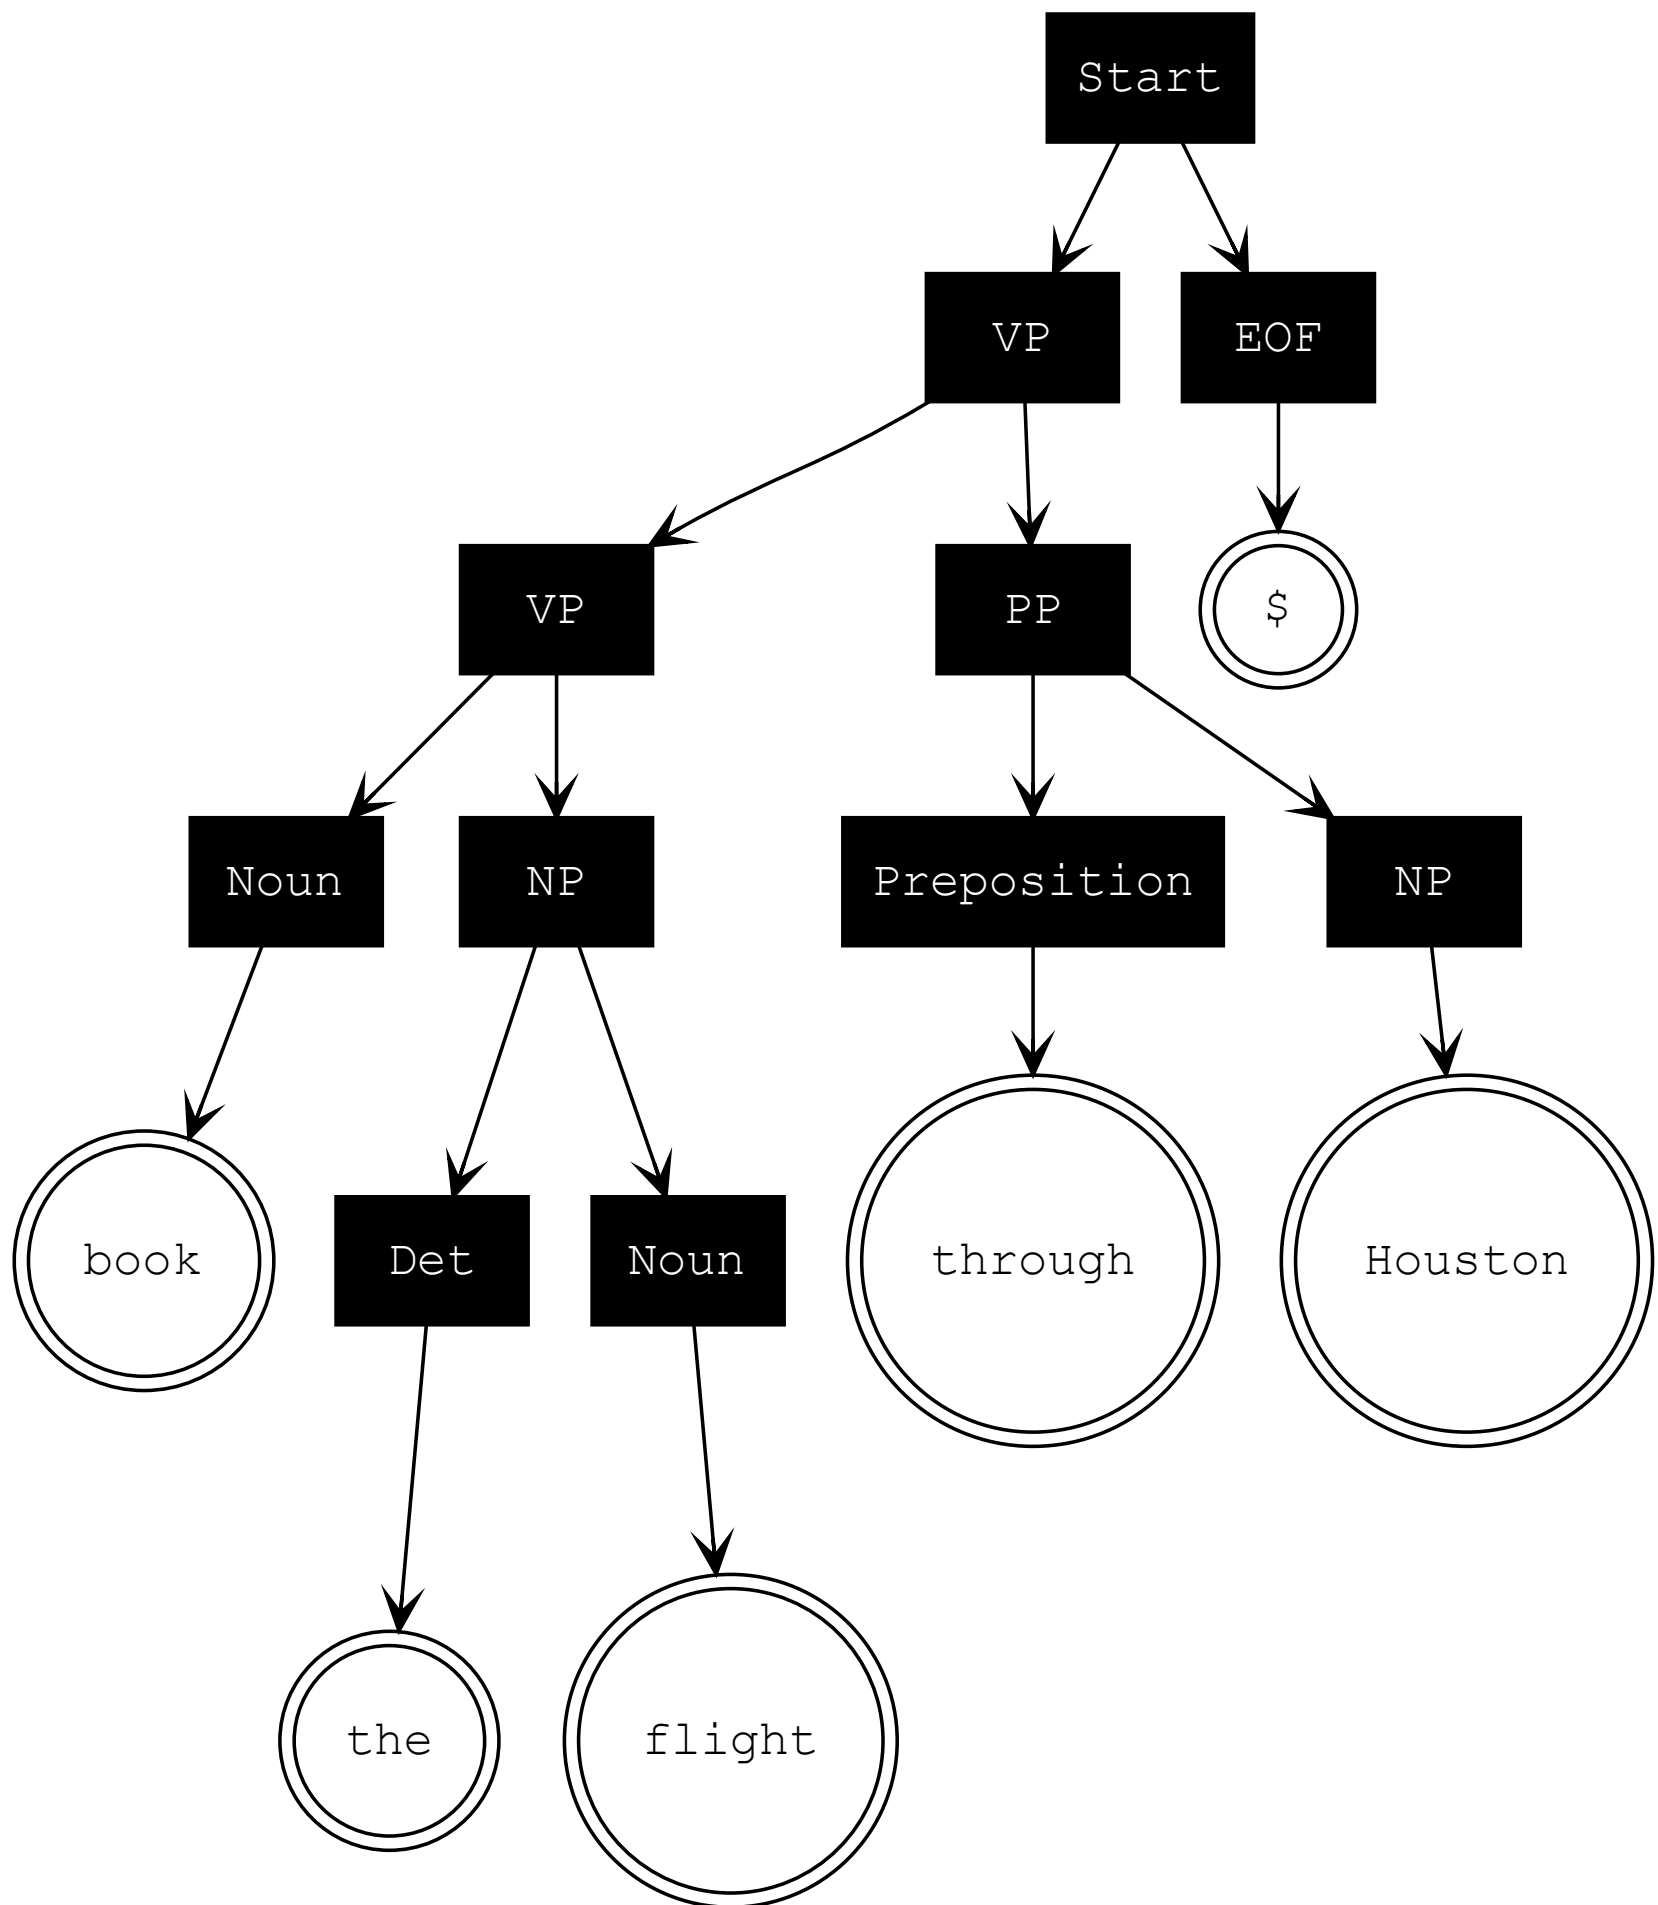 Start
VP EOF
VP PP $
Noun NP Preposition NP
book Det Noun through Houston
the flight